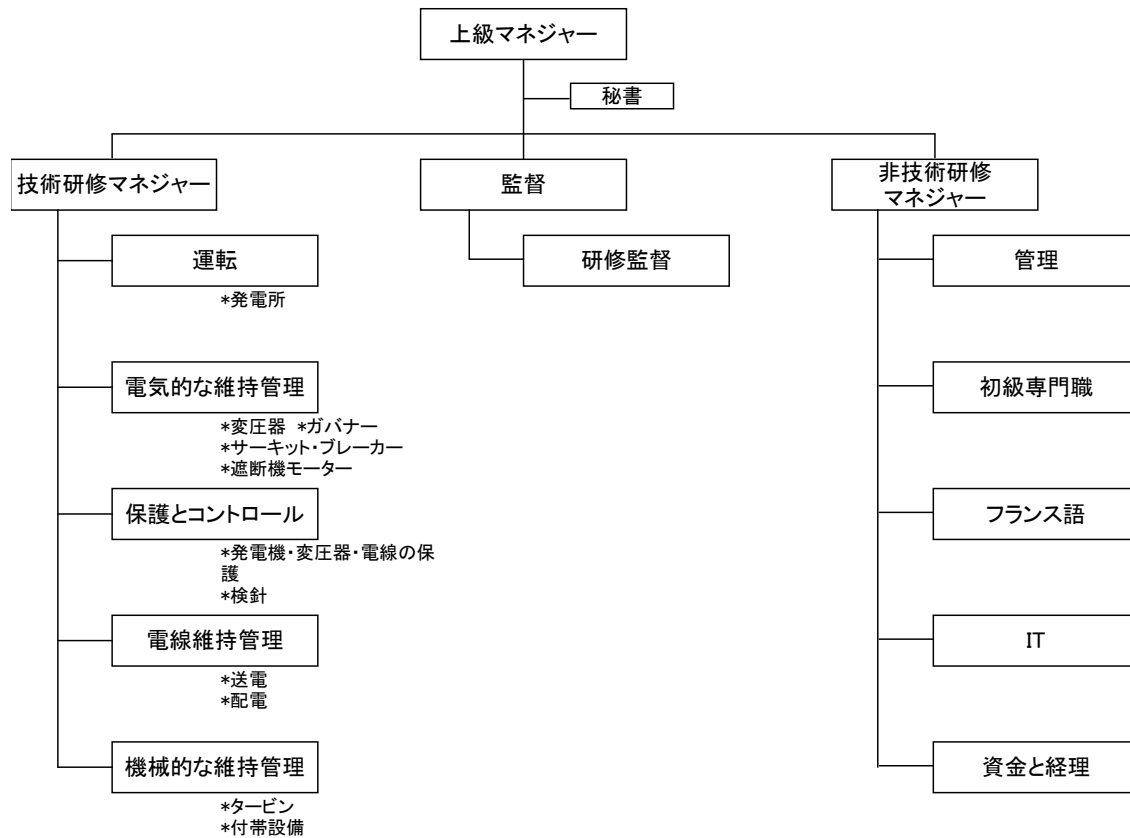 上級マネジャー
秘書
技術研修マネジャー
監督
非技術研修
マネジャー
運転
*発電所
研修監督
管理
電気的な維持管理
*変圧器 *ガバナー
*サーキット・ブレーカー
*遮断機モーター
初級専門職
保護とコントロール
*発電機・変圧器・電線の保
護
*検針
フランス語
電線維持管理
*送電
*配電
IT
機械的な維持管理
*タービン
*付帯設備
資金と経理